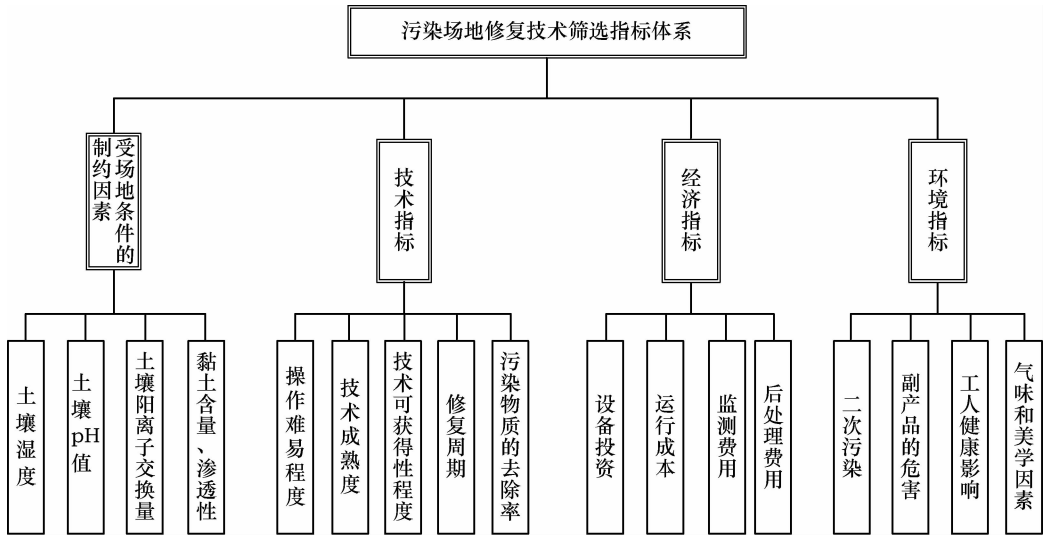 污染场地修复技术筛选指标体系
受场地条件的
制约因素
技术指标
经济指标
环境指标
土壤湿度
土壤pH值
土壤阳离子交换量
黏土含量、渗透性
操作难易程度
技术成熟度
技术可获得性程度
修复周期
污染物质的去除率
设备投资
运行成本
监测费用
后处理费用
二次污染
副产品的危害
工人健康影响
气味和美学因素